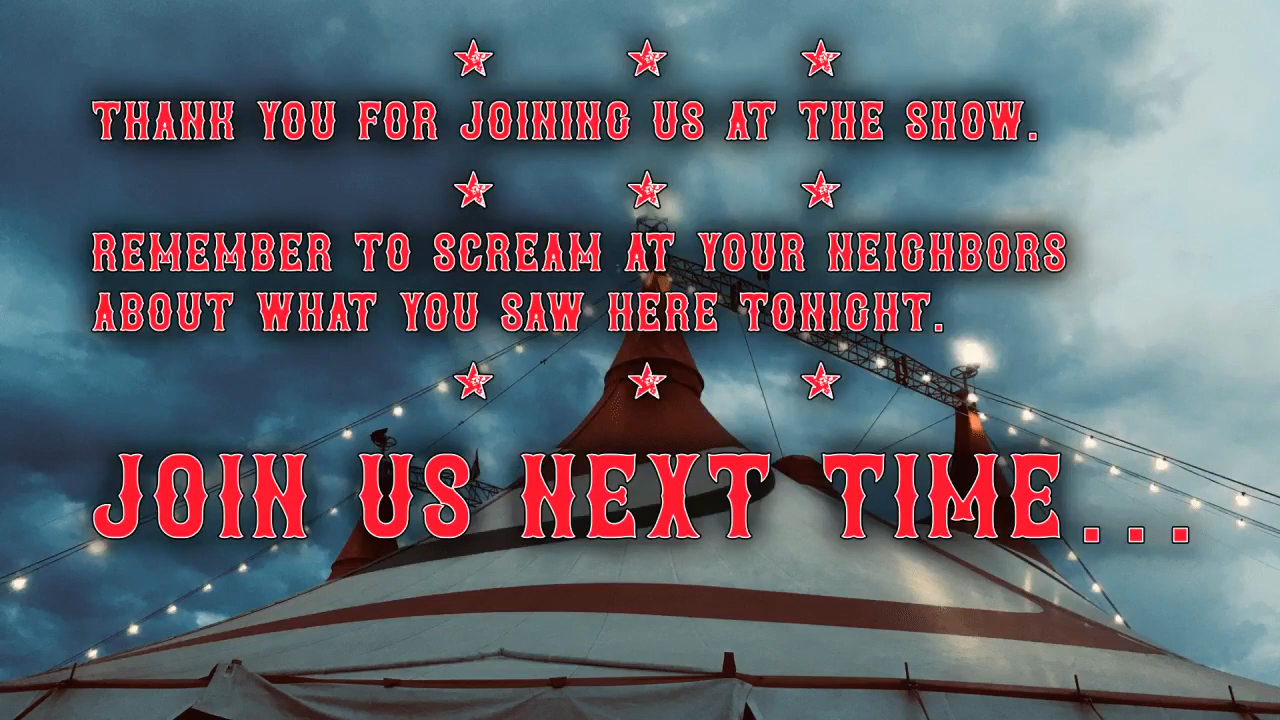 THANK YOU FOR JOINING US AT THE SHOW.
REMEMBER TO SCREAM AT YOUR NEIGHBORS
ABOUT WHAT YOU SAW HERE TONIGHT.
JOIN US NEXT TIME...